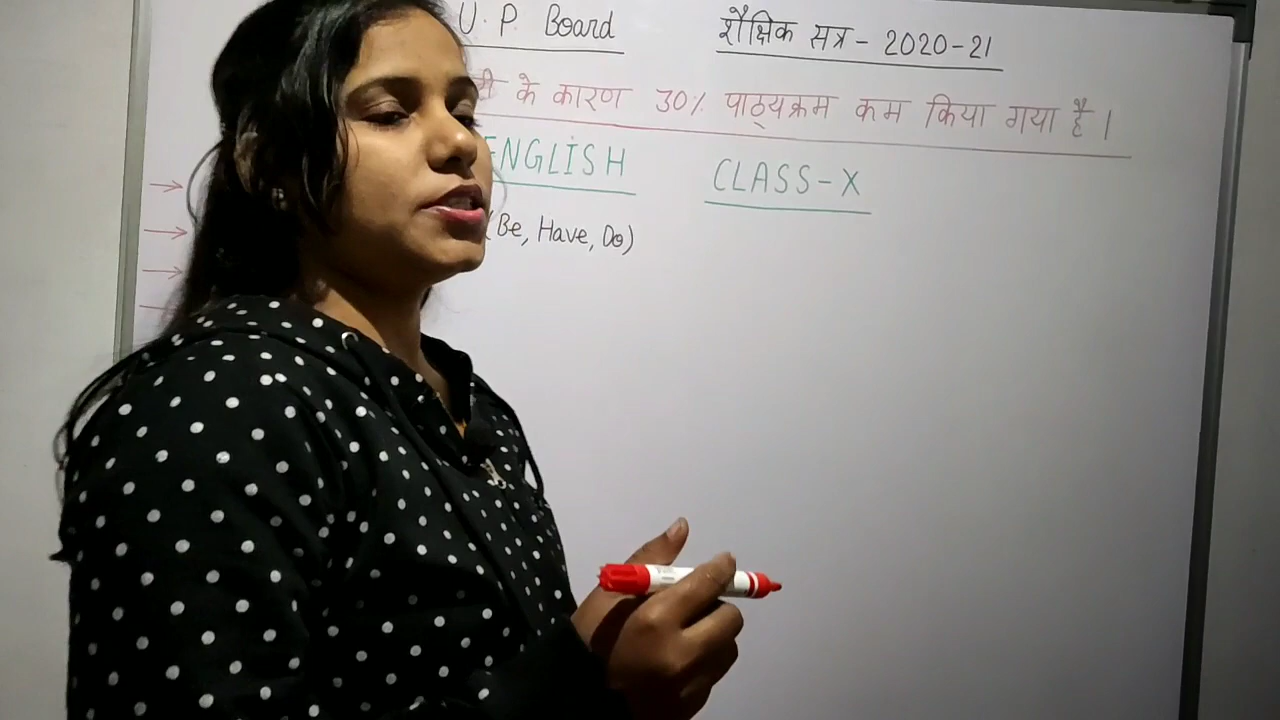 U. P. Board शैक्षिक सत्र - 2020-21
के कारण 30% पाठ्यक्रम कम किया गया है।
ENGLISH CLASS-X
(Be, Have, Do)